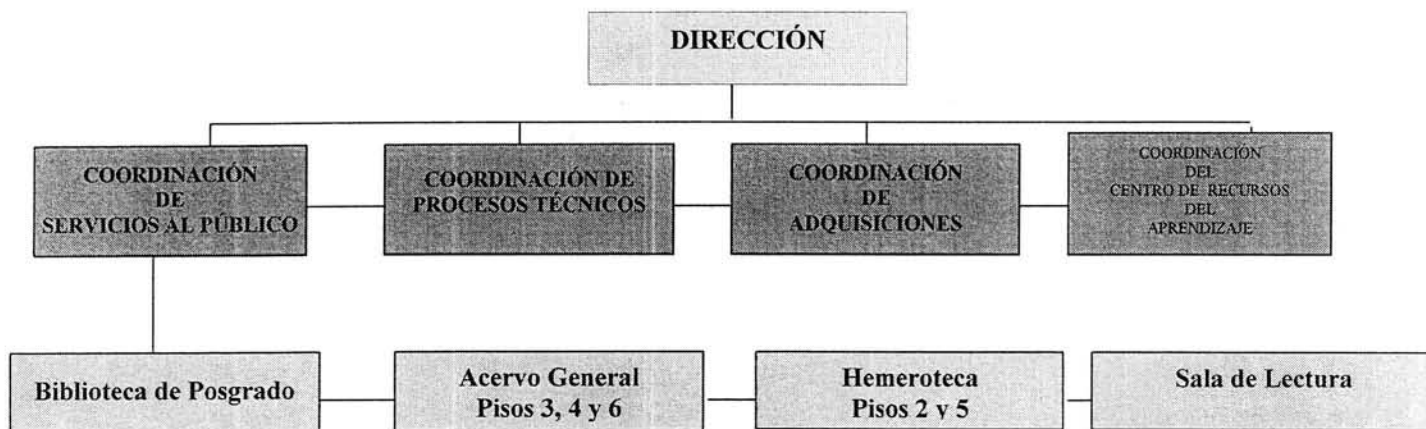 DIRECCIÓN
COORDINACIÓN
DE
SERVICIOS AL PÚBLICO
COORDINACIÓN DE
PROCESOS TÉCNICOS
COORDINACIÓN
DE
ADQUISICIONES
COORDINACIÓN
DEL
CENTRO DE RECURSOS
DEL
APRENDIZAJE
Biblioteca de Posgrado
Acervo General
Pisos 3, 4 y 6
Hemeroteca
Pisos 2 y 5
Sala de Lectura